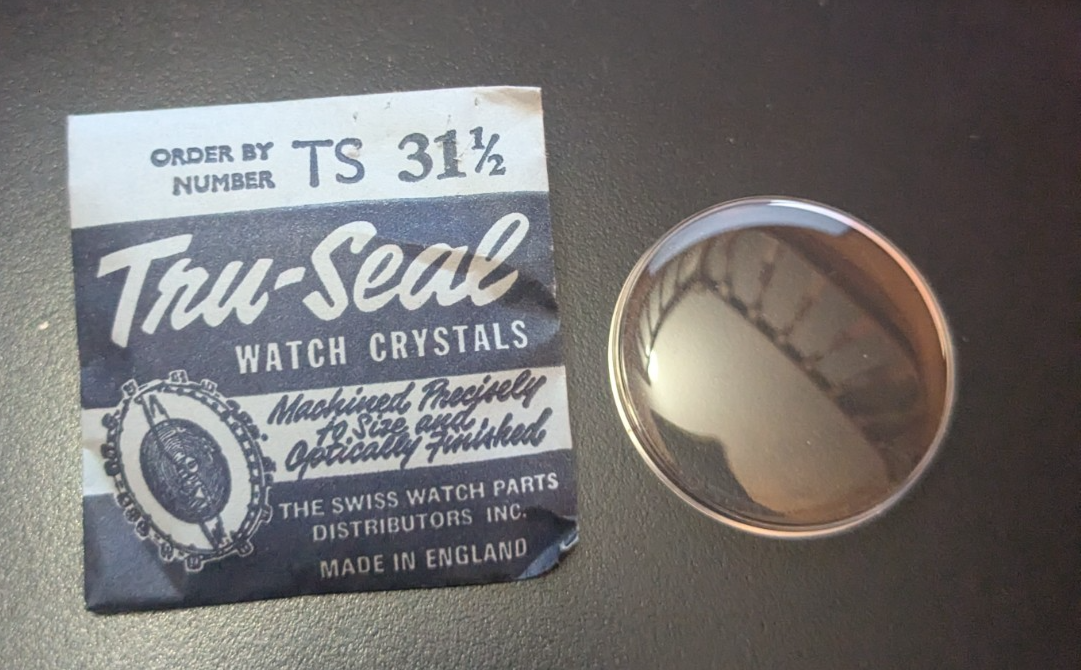 ORDER BY
NUMBER
TS 31½
Tru-Seal
WATCH CRYSTALS
Machined Precisely
to Size and
Optically Finished
THE SWISS WATCH PARTS
DISTRIBUTORS INC.
MADE IN ENGLAND